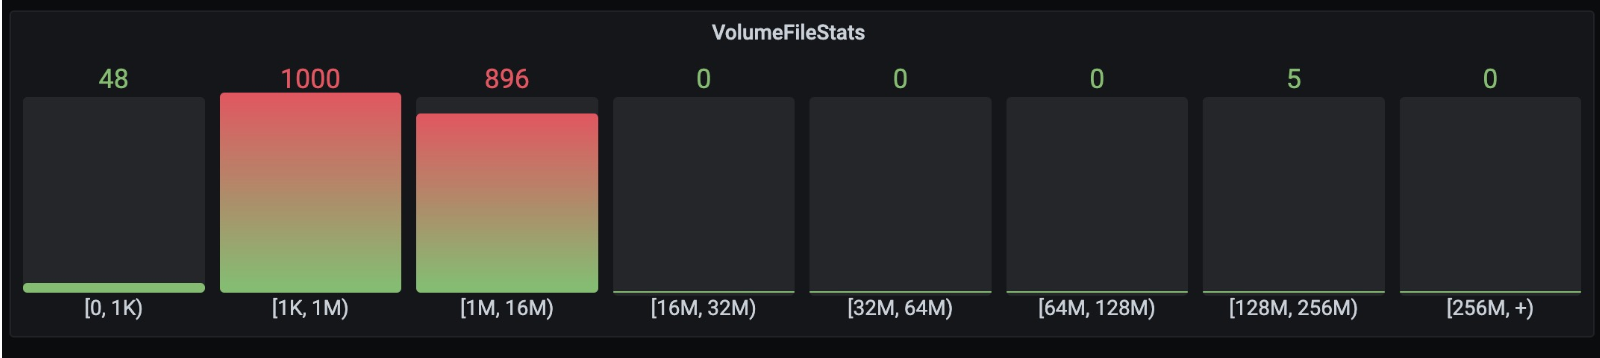 VolumeFileStats
48 1000 896 0 0 0 5 0
[0, 1K) [1K, 1M) [1M, 16M) [16M, 32M) [32M, 64M) [64M, 128M) [128M, 256M) [256M, +)